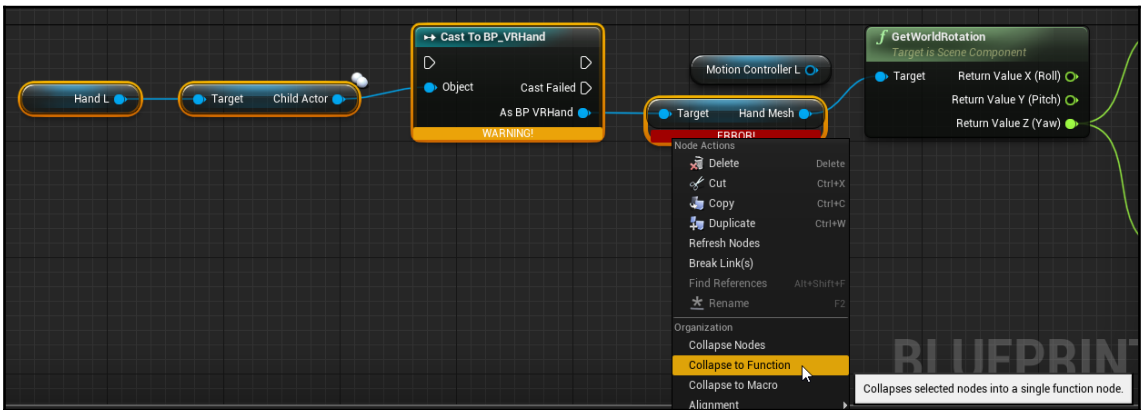 Cast To BP_VRHand
Object
Cast Failed
As BP VRHand
WARNING!
Hand L
Target Child Actor
Motion Controller L
Target Hand Mesh
ERROR!
f GetWorldRotation
Target is Scene Component
Target Return Value X (Roll)
Return Value Y (Pitch)
Return Value Z (Yaw)
Node Actions
Delete Delete
Cut Ctrl+X
Copy Ctrl+C
Duplicate Ctrl+W
Refresh Nodes
Break Link(s)
Find References Alt+Shift+F
Rename F2
Organization
Collapse Nodes
Collapse to Function
Collapse to Macro
Alignment
Collapses selected nodes into a single function node.
BLUEPRINT